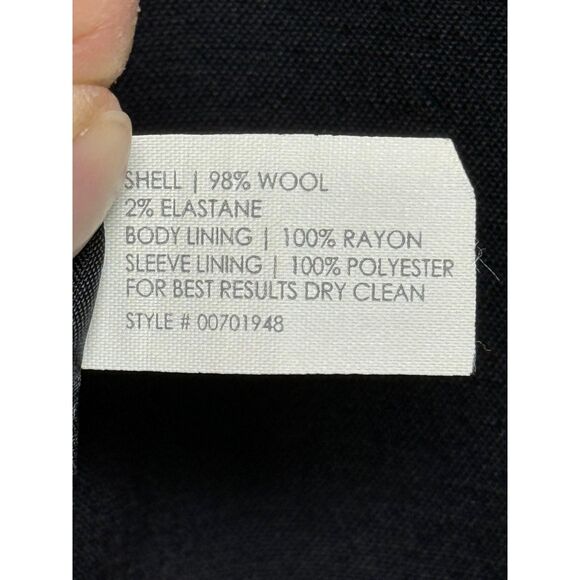 SHELL | 98% WOOL
2% ELASTANE
BODY LINING | 100% RAYON
SLEEVE LINING | 100% POLYESTER
FOR BEST RESULTS DRY CLEAN
STYLE # 00701948